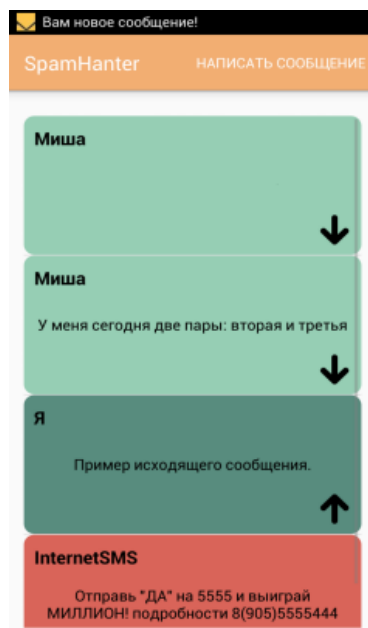 Вам новое сообщение!
SpamHanter НАПИСАТЬ СООБЩЕНИЕ
Миша
Миша
У меня сегодня две пары: вторая и третья
Я
Пример исходящего сообщения.
InternetSMS
Отправь "ДА" на 5555 и выиграй
МИЛЛИОН! подробности 8(905)5555444